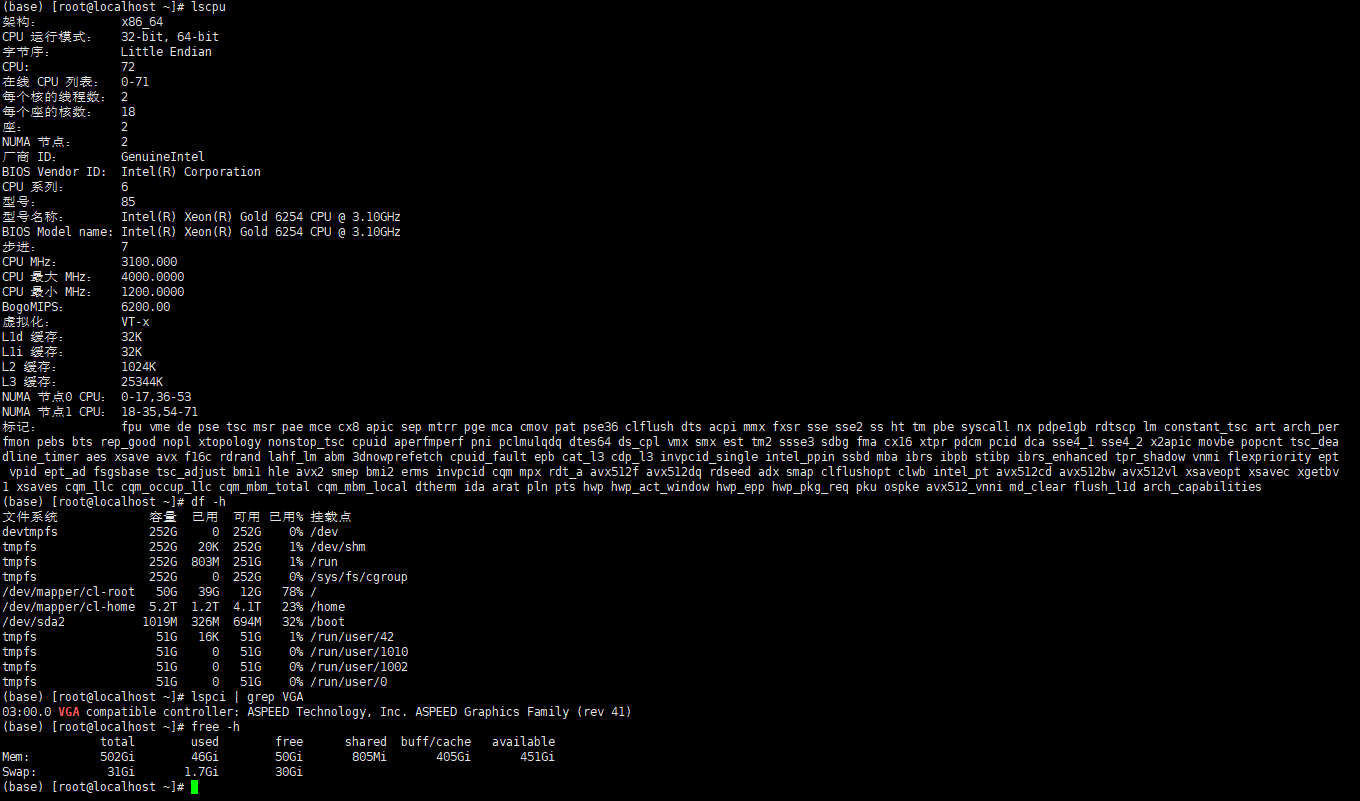 (base) [root@localhost ~]# lscpu
架构： x86_64
CPU 运行模式： 32-bit, 64-bit
字节序： Little Endian
CPU: 72
在线 CPU 列表： 0-71
每个核的线程数： 2
每个座的核数： 18
座： 2
NUMA 节点： 2
厂商 ID： GenuineIntel
BIOS Vendor ID: Intel(R) Corporation
CPU 系列： 6
型号： 85
型号名称： Intel(R) Xeon(R) Gold 6254 CPU @ 3.10GHz
BIOS Model name: Intel(R) Xeon(R) Gold 6254 CPU @ 3.10GHz
步进： 7
CPU MHz： 3100.000
CPU 最大 MHz： 4000.0000
CPU 最小 MHz： 1200.0000
BogoMIPS： 6200.00
虚拟化： VT-x
L1d 缓存： 32K
L1i 缓存： 32K
L2 缓存： 1024K
L3 缓存： 25344K
NUMA 节点0 CPU： 0-17,36-53
NUMA 节点1 CPU： 18-35,54-71
标记： fpu vme de pse tsc msr pae mce cx8 apic sep mtrr pge mca cmov pat pse36 clflush dts acpi mmx fxsr sse sse2 ss ht tm pbe syscall nx pdpe1gb rdtscp lm constant_tsc art arch_per
fmon pebs bts rep_good nopl xtopology nonstop_tsc cpuid aperfmperf pni pclmulqdq dtes64 ds_cpl vmx smx est tm2 ssse3 sdbg fma cx16 xtpr pdcm pcid dca sse4_1 sse4_2 x2apic movbe popcnt tsc_dea
dline_timer aes xsave avx f16c rdrand lahf_lm abm 3dnowprefetch cpuid_fault epb cat_l3 cdp_l3 invpcid_single intel_ppin ssbd mba ibrs ibpb stibp ibrs_enhanced tpr_shadow vnmi flexpriority ept
 vpid ept_ad fsgsbase tsc_adjust bmi1 hle avx2 smep bmi2 erms invpcid cqm mpx rdt_a avx512f avx512dq rdseed adx smap clflushopt clwb intel_pt avx512cd avx512bw avx512vl xsaveopt xsavec xgetbv
1 xsaves cqm_llc cqm_occup_llc cqm_mbm_total cqm_mbm_local dtherm ida arat pln pts hwp hwp_act_window hwp_epp hwp_pkg_req pku ospke avx512_vnni md_clear flush_l1d arch_capabilities
(base) [root@localhost ~]# df -h
文件系统 容量 已用 可用 已用% 挂载点
devtmpfs 252G 0 252G 0% /dev
tmpfs 252G 20K 252G 1% /dev/shm
tmpfs 252G 803M 251G 1% /run
tmpfs 252G 0 252G 0% /sys/fs/cgroup
/dev/mapper/cl-root 50G 39G 12G 78% /
/dev/mapper/cl-home 5.2T 1.2T 4.1T 23% /home
/dev/sda2 1019M 326M 694M 32% /boot
tmpfs 51G 16K 51G 1% /run/user/42
tmpfs 51G 0 51G 0% /run/user/1010
tmpfs 51G 0 51G 0% /run/user/1002
tmpfs 51G 0 51G 0% /run/user/0
(base) [root@localhost ~]# lspci | grep VGA
03:00.0 VGA compatible controller: ASPEED Technology, Inc. ASPEED Graphics Family (rev 41)
(base) [root@localhost ~]# free -h
total used free shared buff/cache available
Mem: 502Gi 46Gi 50Gi 805Mi 405Gi 451Gi
Swap: 31Gi 1.7Gi 30Gi
(base) [root@localhost ~]#